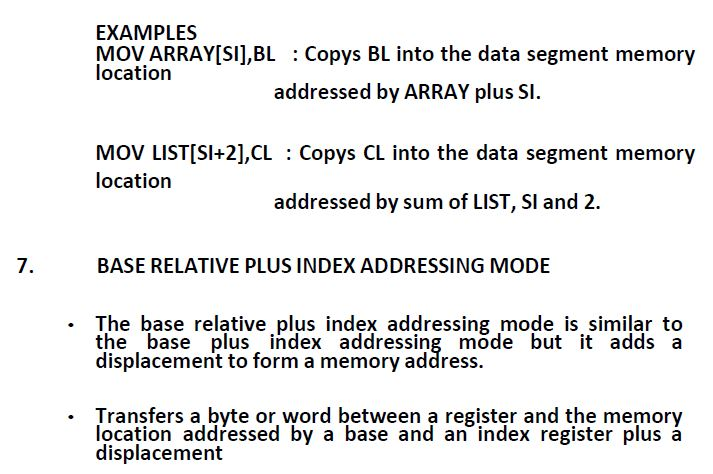 EXAMPLES
MOV ARRAY[SI],BL : Copys BL into the data segment memory
location
addressed by ARRAY plus SI.
MOV LIST[SI+2],CL : Copys CL into the data segment memory
location
addressed by sum of LIST, SI and 2.
7. BASE RELATIVE PLUS INDEX ADDRESSING MODE
• The base relative plus index addressing mode is similar to
the base plus index addressing mode but it adds a
displacement to form a memory address.
• Transfers a byte or word between a register and the memory
location addressed by a base and an index register plus a
displacement